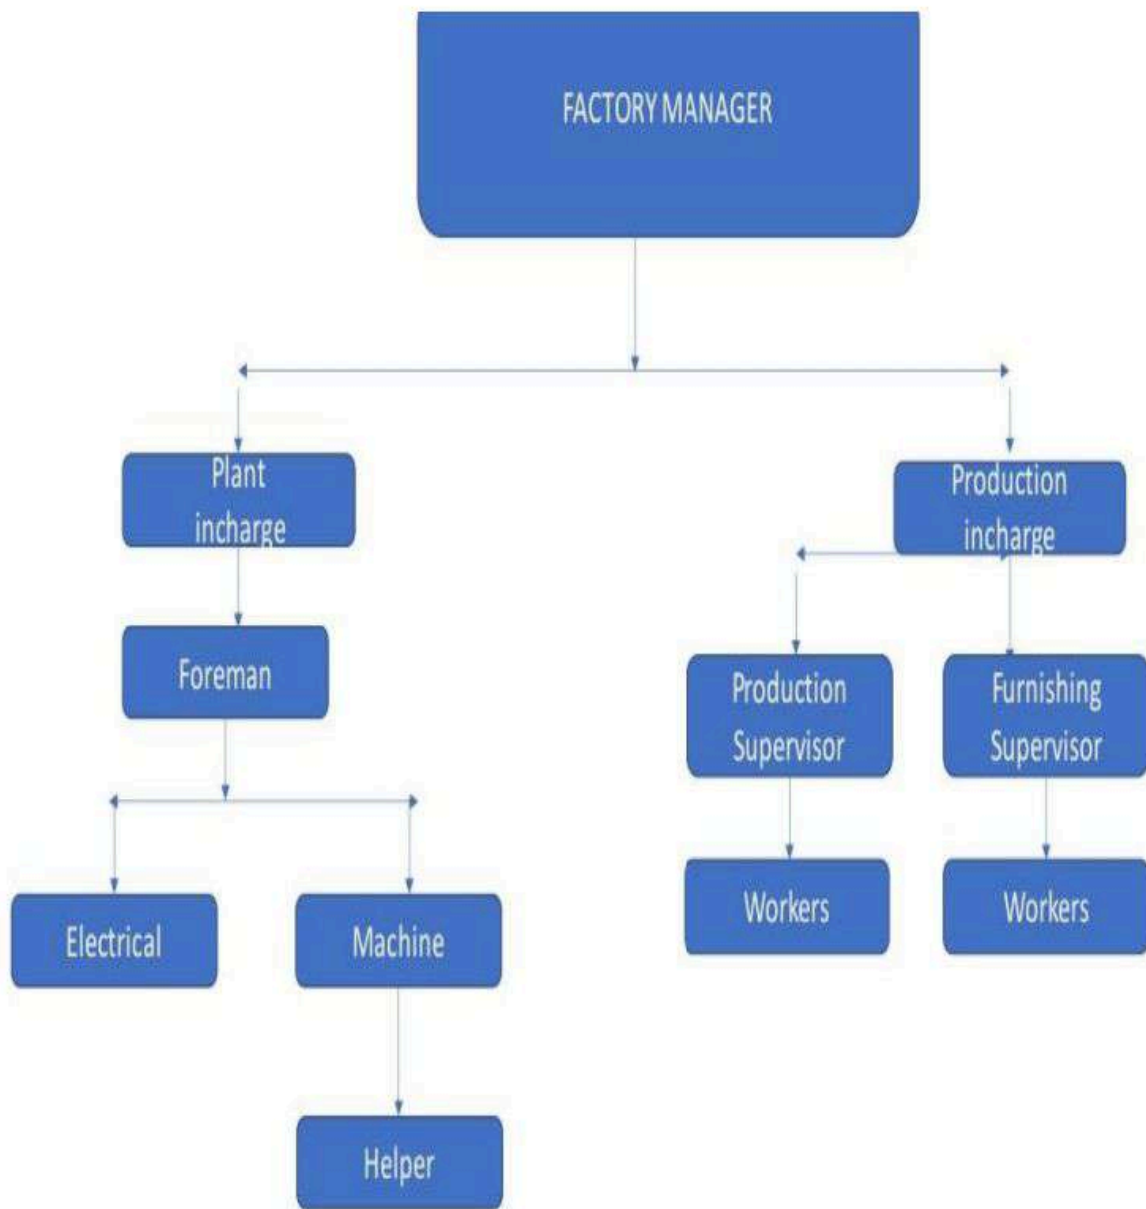 FACTORY MANAGER
Plant
incharge
Production
incharge
Foreman
Production
Supervisor
Furnishing
Supervisor
Electrical
Machine
Workers
Workers
Helper